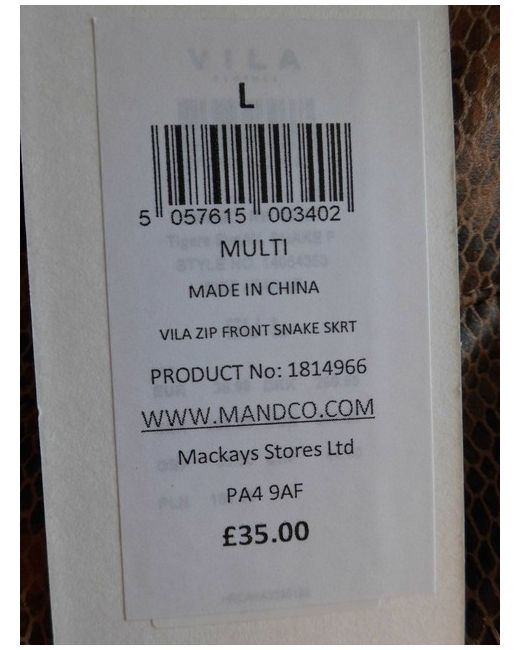 VILA
L
5 057615 003402
MULTI
MADE IN CHINA
VILA ZIP FRONT SNAKE SKRT
PRODUCT No: 1814966
WWW.MANDCO.COM
Mackays Stores Ltd
PA4 9AF
£35.00